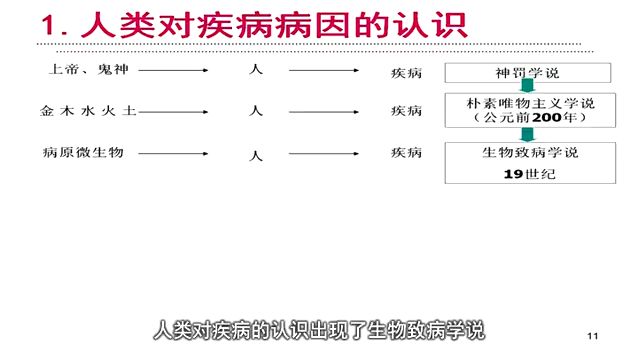 1. 人类对疾病病因的认识
上帝、鬼神 人 疾病 神罚学说
金木水火土 人 疾病 朴素唯物主义学说
（公元前200年）
病原微生物 人 疾病 生物致病学说
19世纪
人类对疾病的认识出现了生物致病学说
11